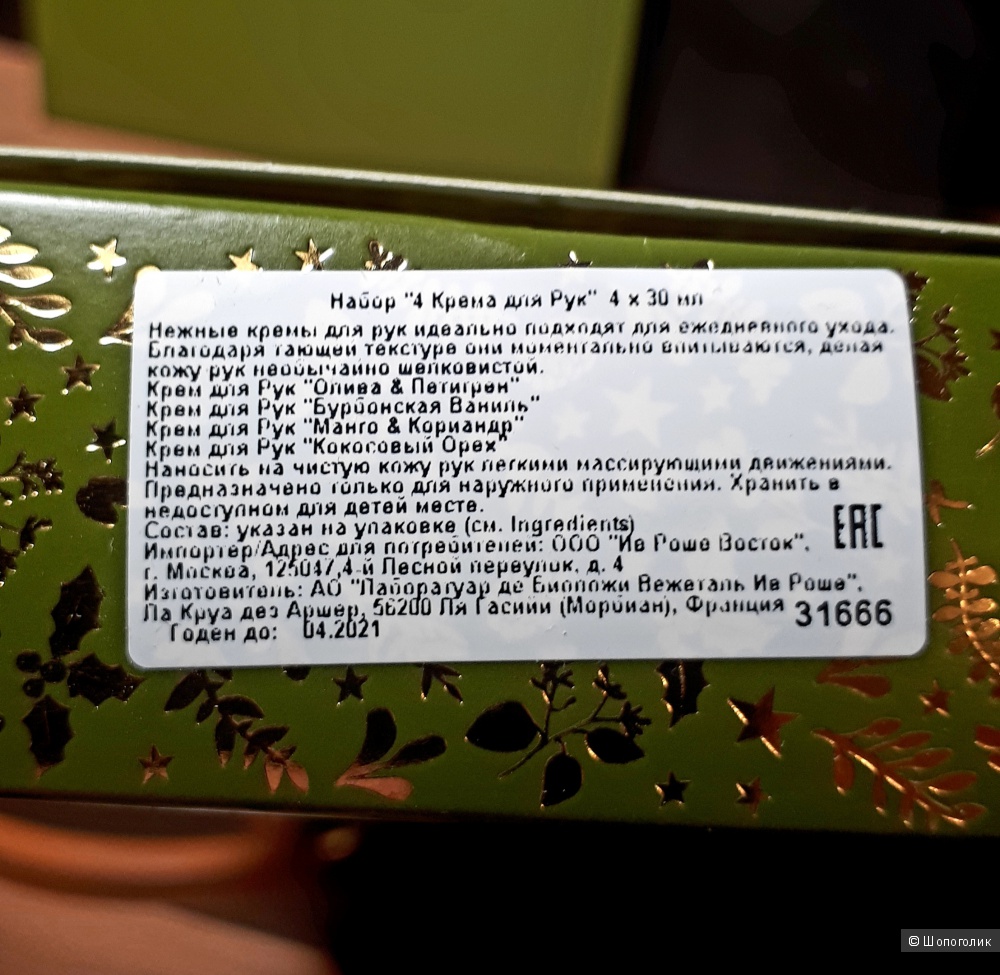 Набор "4 Крема для Рук" 4 x 30 мл
Нежные кремы для рук идеально подходят для ежедневного ухода.
Благодаря тающей текстуре они моментально впитываются, делая
кожу рук необычайно шелковистой.
Крем для Рук "Олива & Петигрен"
Крем для Рук "Бурбонская Ваниль"
Крем для Рук "Манго & Кориандр"
Крем для Рук "Кокосовый Орех"
Наносить на чистую кожу рук легкими массирующими движениями.
Предназначено только для наружного применения. Хранить в
недоступном для детей месте.
Состав: указан на упаковке (см. Ingredients)
Импортер/Адрес для потребителей: ООО "Ив Роше Восток",
г. Москва, 125047,4-й Лесной переулок, д. 4
EAC
Изготовитель: АО "Лаборатуар де Биоложи Вежеталь Ив Роше",
Ла Круа дез Аршер, 56200 Ля Гасийи (Морбиан), Франция
31666
Годен до: 04.2021
© Шопоголик